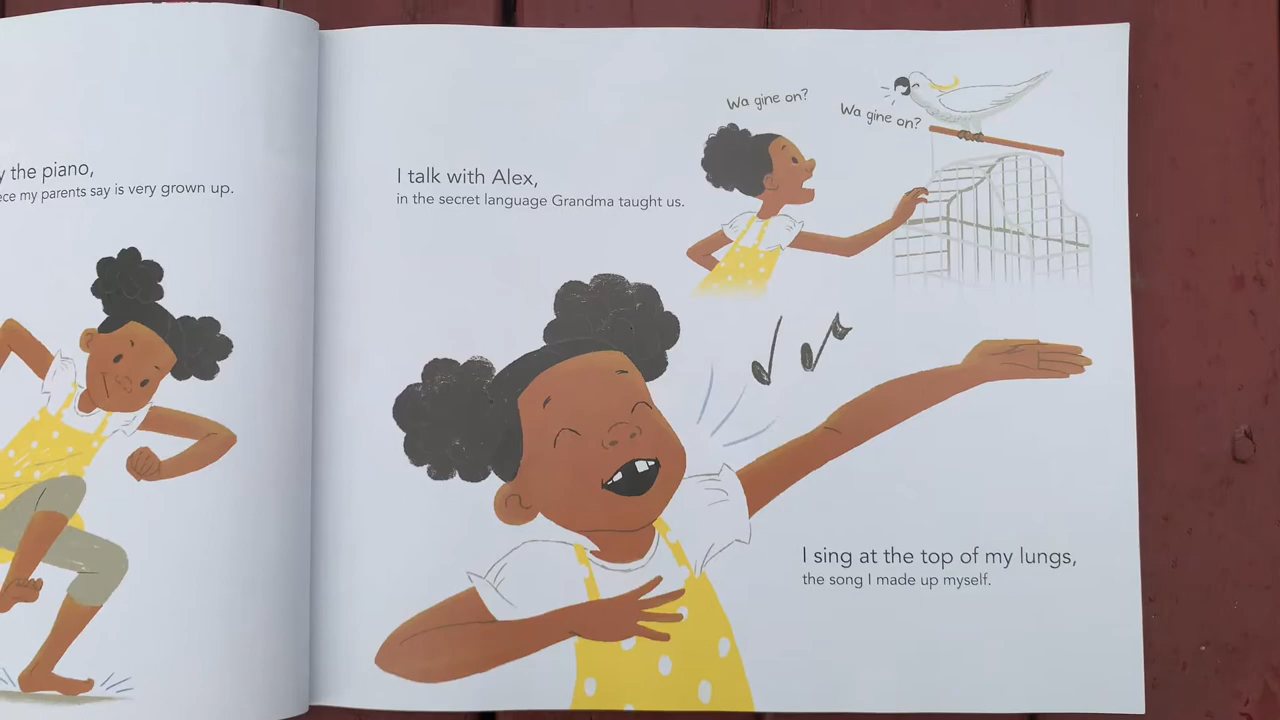 the piano,
my parents say is very grown up.
I talk with Alex,
in the secret language Grandma taught us.
Wa gine on?
Wa gine on?
I sing at the top of my lungs,
the song I made up myself.